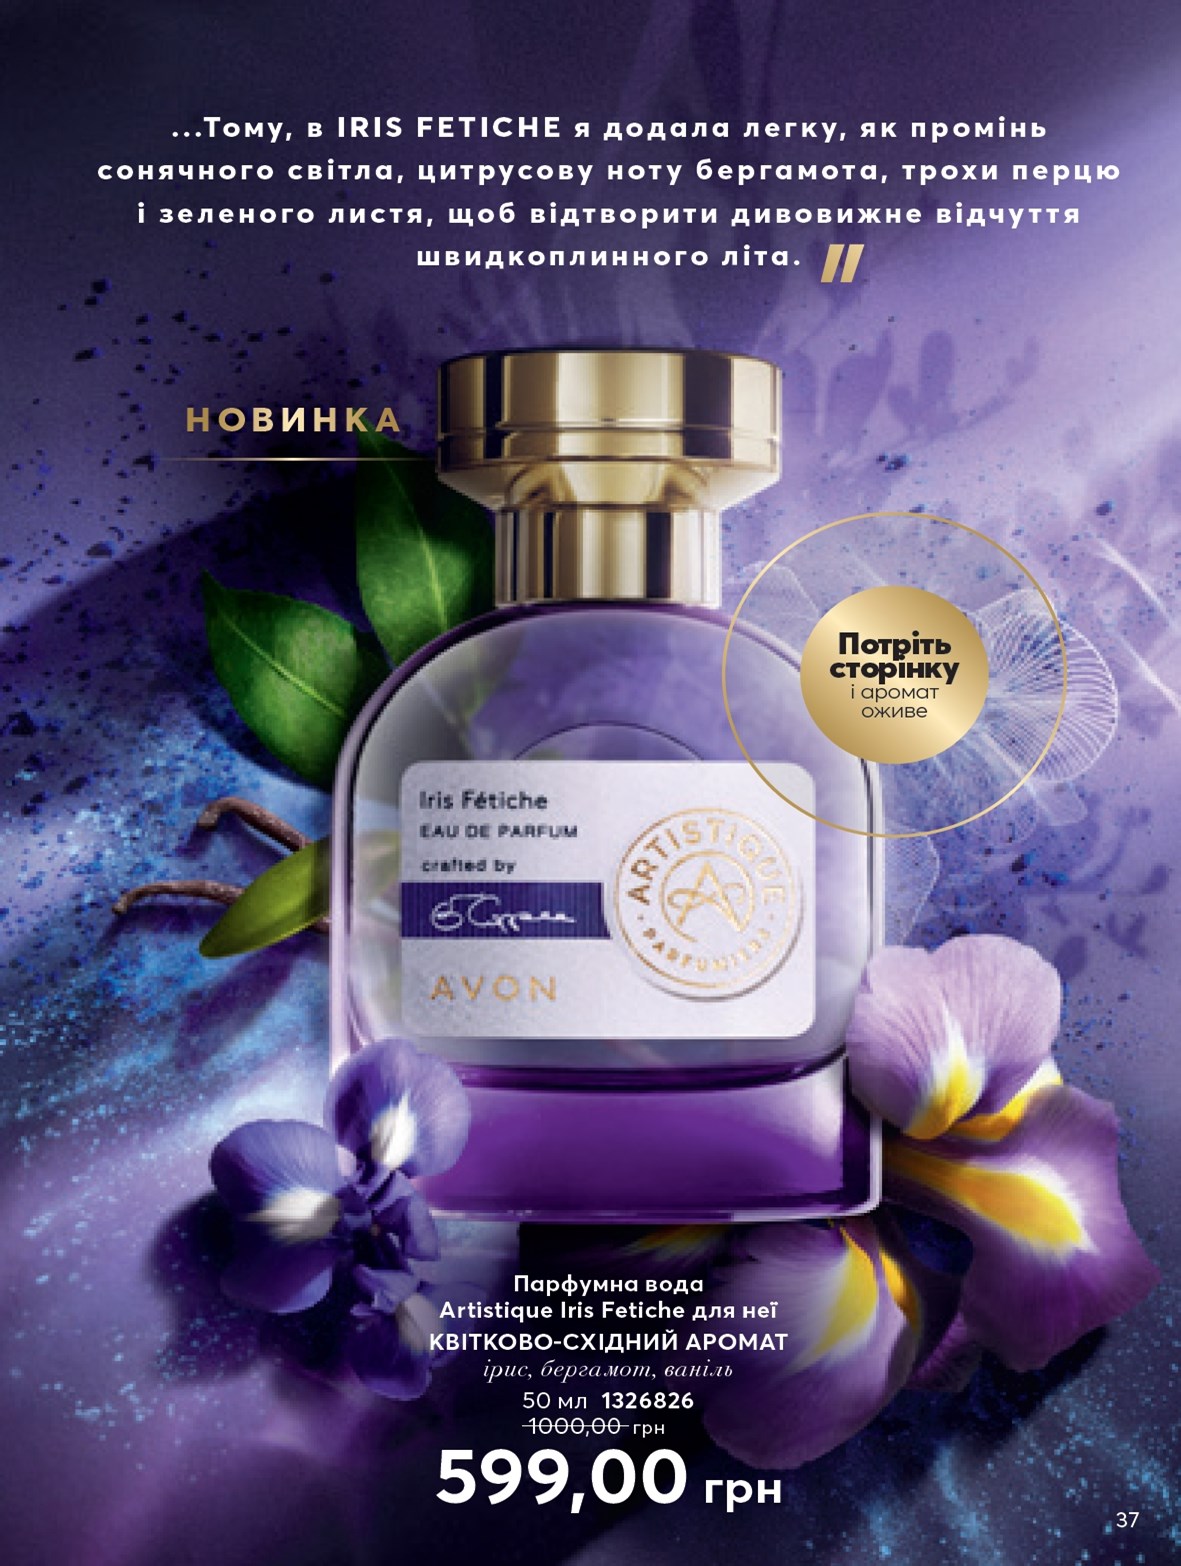 ...Тому, в IRIS FETICHE я додала легку, як промінь
сонячного світла, цитрусову ноту бергамота, трохи перцю
і зеленого листя, щоб відтворити дивовижне відчуття
швидкоплинного літа. "
НОВИНКА
Потріть
сторінку
і аромат
оживе
Iris Fétiche
EAU DE PARFUM
crafted by
ARTISTIQUE
PARFUMIERS
AVON
Парфумна вода
Artistique Iris Fetiche для неї
КВІТКОВО-СХІДНИЙ АРОМАТ
ірис, бергамот, ваніль
50 мл 1326826
1000,00 грн
599,00 грн
37